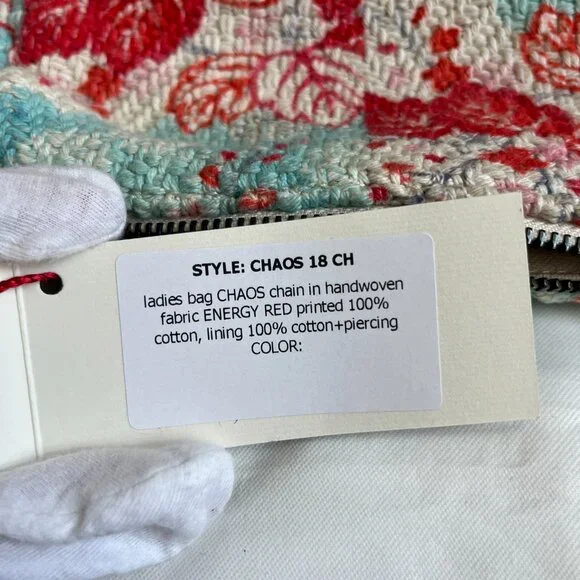 STYLE: CHAOS 18 CH
ladies bag CHAOS chain in handwoven
fabric ENERGY RED printed 100%
cotton, lining 100% cotton+piercing
COLOR: